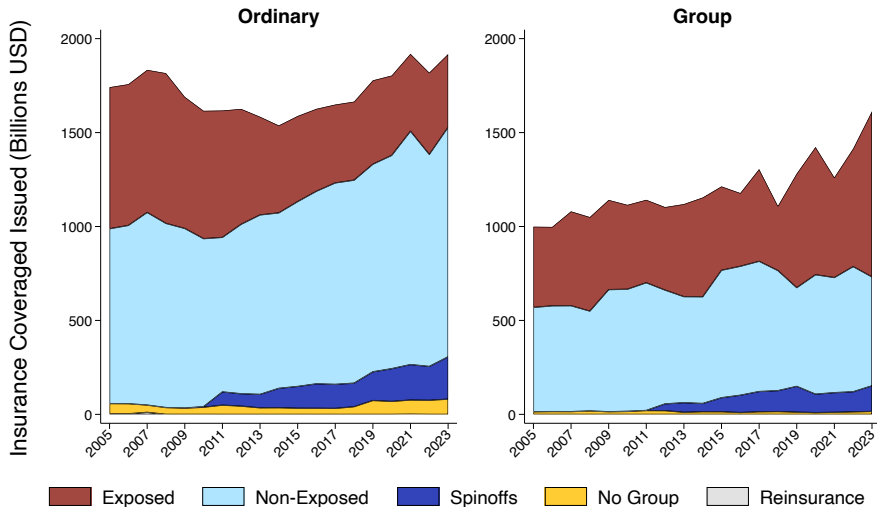 Ordinary
Group
Insurance Coveraged Issued (Billions USD)
2000
1500
1000
500
0
2005 2007 2009 2011 2013 2015 2017 2019 2021 2023
2000
1500
1000
500
0
2005 2007 2009 2011 2013 2015 2017 2019 2021 2023
Exposed Non-Exposed Spinoffs No Group Reinsurance